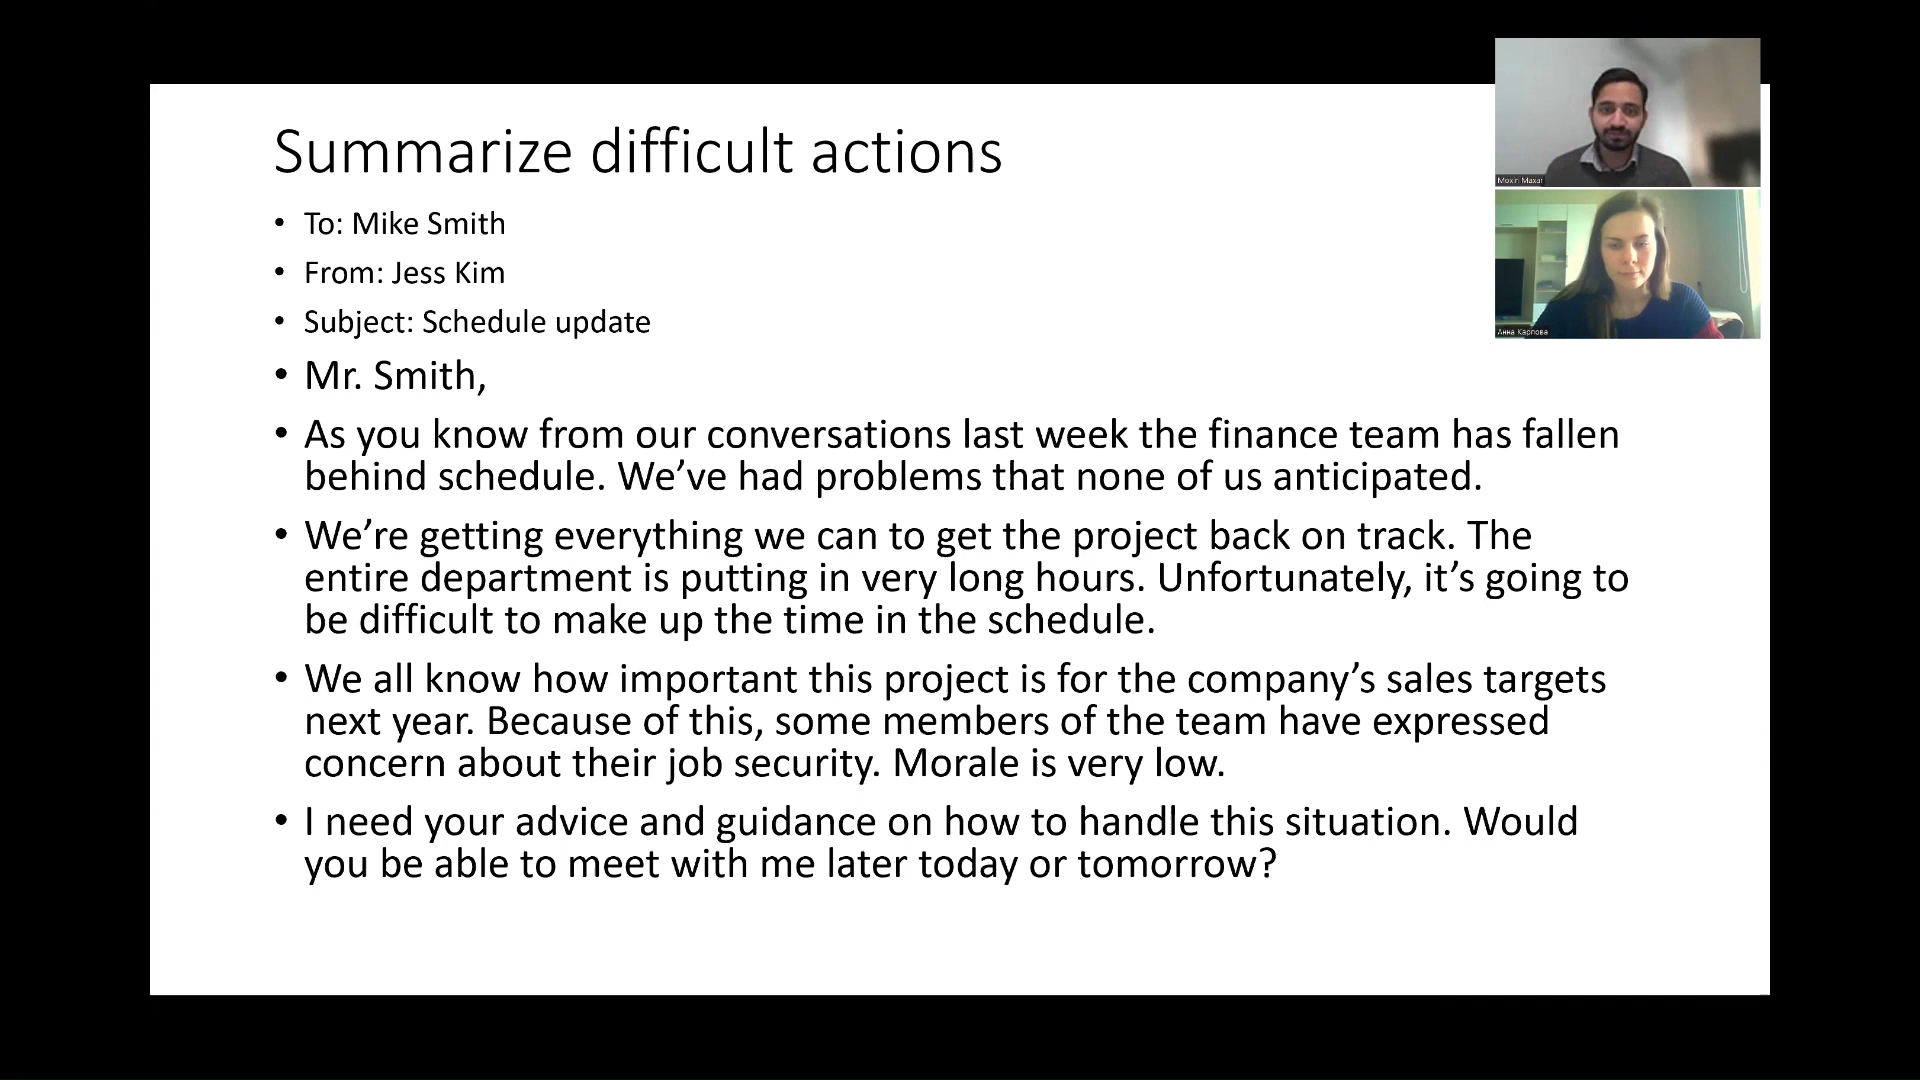 Summarize difficult actions
• To: Mike Smith
• From: Jess Kim
• Subject: Schedule update
• Mr. Smith,
• As you know from our conversations last week the finance team has fallen
behind schedule. We’ve had problems that none of us anticipated.
• We’re getting everything we can to get the project back on track. The
entire department is putting in very long hours. Unfortunately, it’s going to
be difficult to make up the time in the schedule.
• We all know how important this project is for the company’s sales targets
next year. Because of this, some members of the team have expressed
concern about their job security. Morale is very low.
• I need your advice and guidance on how to handle this situation. Would
you be able to meet with me later today or tomorrow?
Анна Карпова